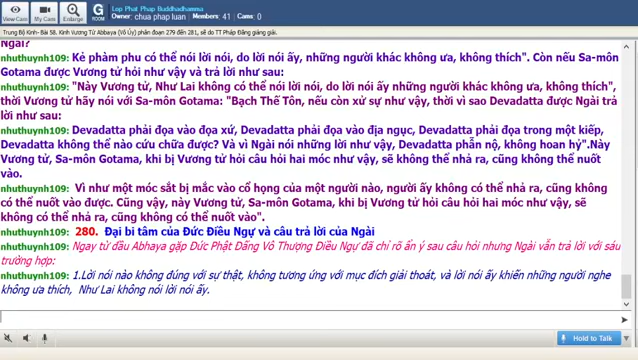 View Cam
My Cam
Enlarge
G
ROOM
Lop Phat Phap Buddhadhamma
Owner: chua phap luan | Members: 41 | Cams: 0
Trung Bộ Kinh- Bài 58. Kinh Vương Tử Abbaya (Vô Úy) phân đoạn 279 đến 281, sẽ do TT Pháp Đăng giảng giải.
Ngài?
nhuthuynh109: Kẻ phàm phu có thể nói lời nói, do lời nói ấy, những người khác không ưa, không thích". Còn nếu Sa-môn
Gotama được Vương tử hỏi như vậy và trả lời như sau:
nhuthuynh109: "Này Vương tử, Như Lai không có thể nói lời nói, do lời nói ấy những người khác không ưa, không thích",
thời Vương tử hãy nói với Sa-môn Gotama: "Bạch Thế Tôn, nếu còn xử sự như vậy, thời vì sao Devadatta được Ngài trả
lời như sau:
nhuthuynh109: Devadatta phải đọa vào đọa xứ, Devadatta phải đọa vào địa ngục, Devadatta phải đọa trong một kiếp,
Devadatta không thể nào cứu chữa được? Và vì Ngài nói những lời như vậy, Devadatta phẫn nộ, không hoan hỷ".Này
Vương tử, Sa-môn Gotama, khi bị Vương tử hỏi câu hỏi hai móc như vậy, sẽ không thể nhả ra, cũng không thể nuốt
vào.
nhuthuynh109: Ví như một móc sắt bị mắc vào cổ họng của một người nào, người ấy không có thể nhả ra, cũng không
có thể nuốt vào được. Cũng vậy, này Vương tử, Sa-môn Gotama, khi bị Vương tử hỏi câu hỏi hai móc như vậy, sẽ
không có thể nhả ra, cũng không có thể nuốt vào".
nhuthuynh109: 280. Đại bi tâm của Đức Điều Ngự và câu trả lời của Ngài
nhuthuynh109: Ngay từ đầu Abhaya gặp Đức Phật Đấng Vô Thượng Điều Ngự đã chỉ rõ ẩn ý sau câu hỏi nhưng Ngài vẫn trả lời với sáu
trường hợp:
nhuthuynh109: 1.Lời nói nào không đúng với sự thật, không tương ứng với mục đích giải thoát, và lời nói ấy khiến những người nghe
không ưa thích, Như Lai không nói lời nói ấy.
Hold to Talk